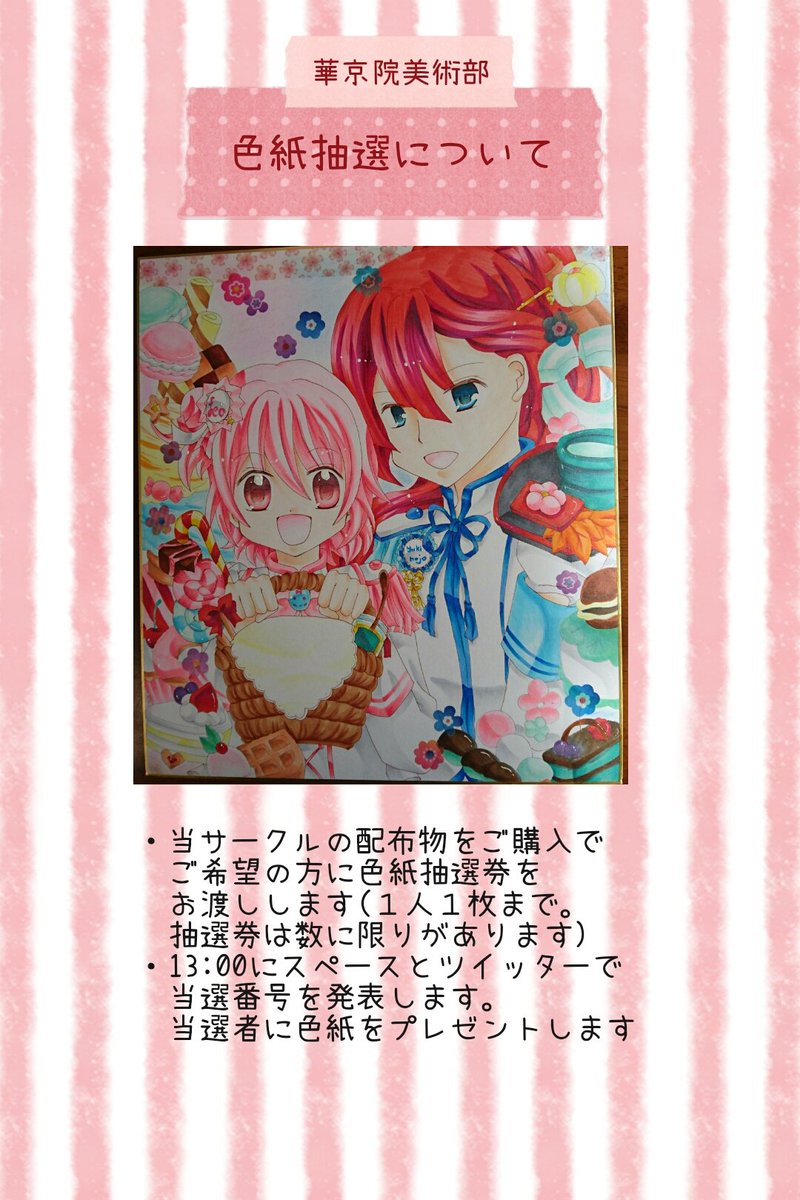 華京院美術部
色紙抽選について
yuki
nojo
・当サークルの配布物をご購入で
ご希望の方に色紙抽選券を
お渡しします(１人１枚まで。
抽選券は数に限りがあります)
・13:00にスペースとツイッターで
当選番号を発表します。
当選者に色紙をプレゼントします